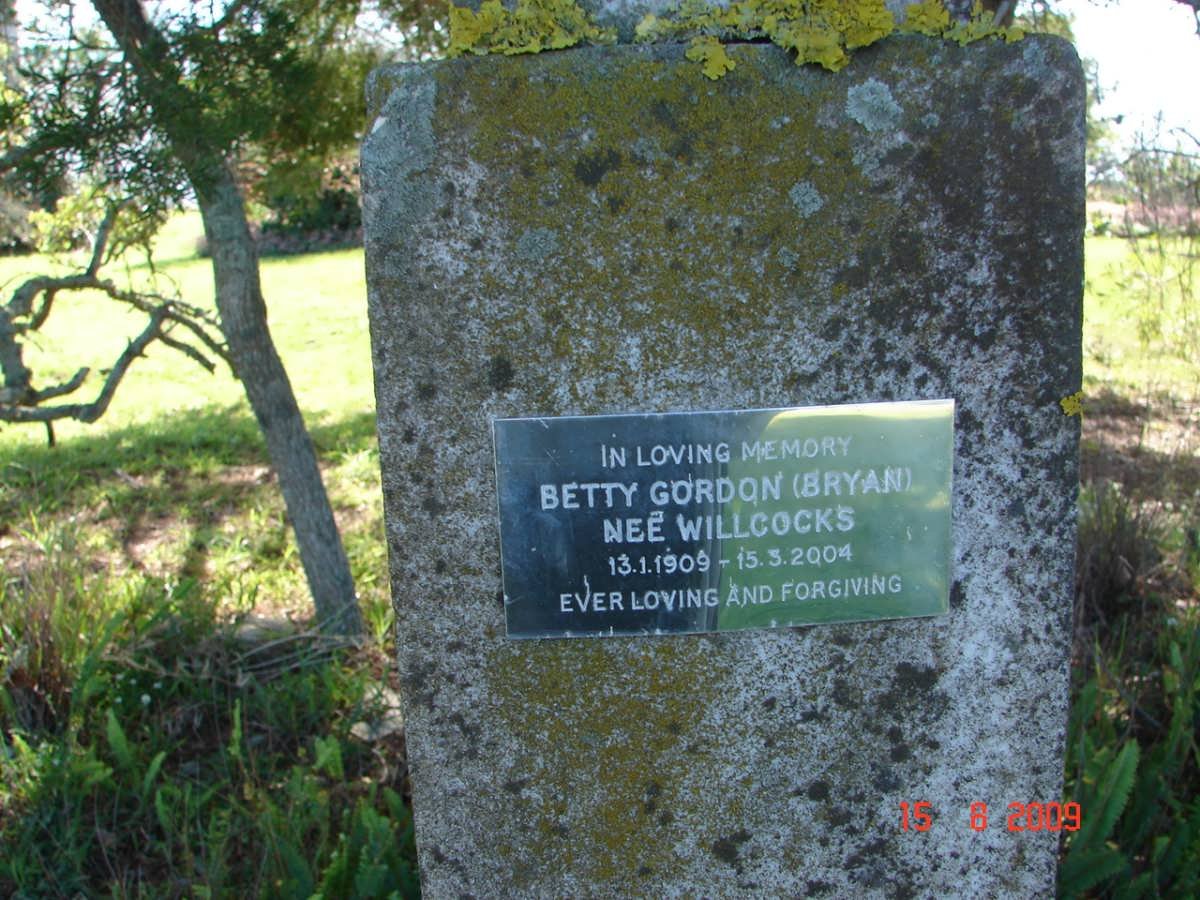 IN LOVING MEMORY
BETTY GORDON (BRYAN)
NEÉ WILLCOCKS
13.1.1909 - 15.3.2004
EVER LOVING AND FORGIVING
15 8 2009